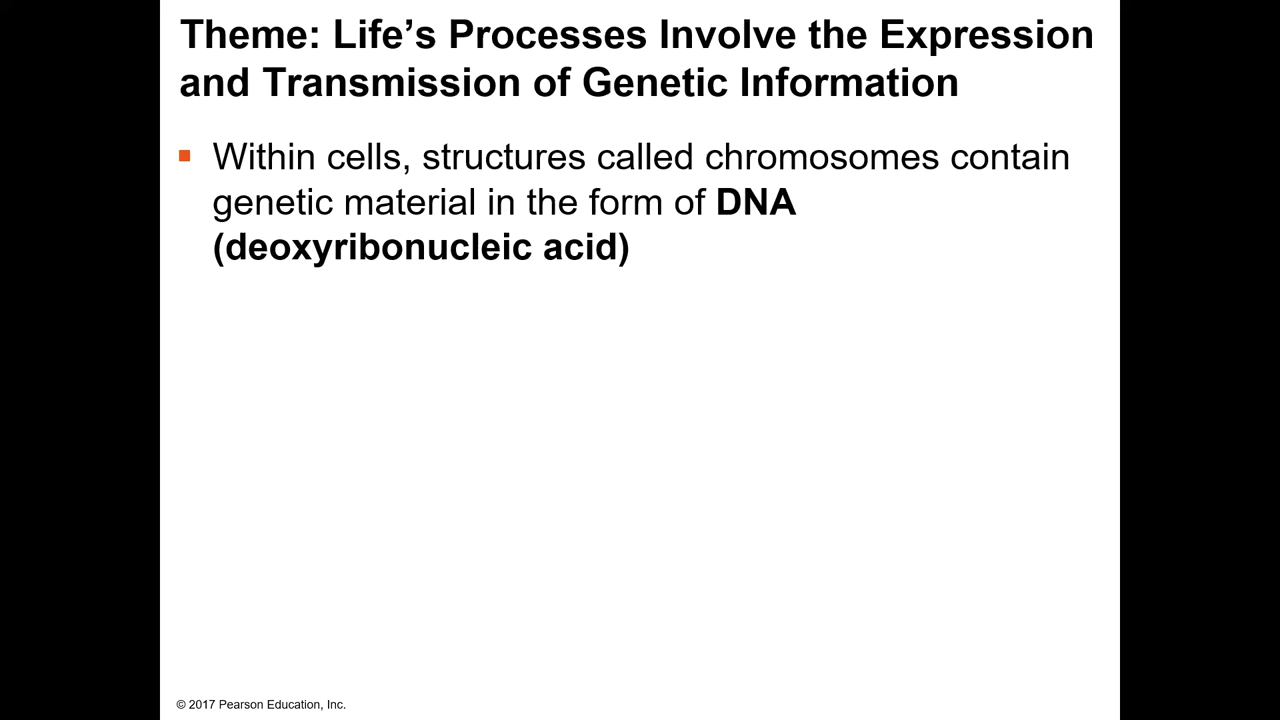 Theme: Life’s Processes Involve the Expression
and Transmission of Genetic Information
Within cells, structures called chromosomes contain
genetic material in the form of DNA
(deoxyribonucleic acid)
© 2017 Pearson Education, Inc.